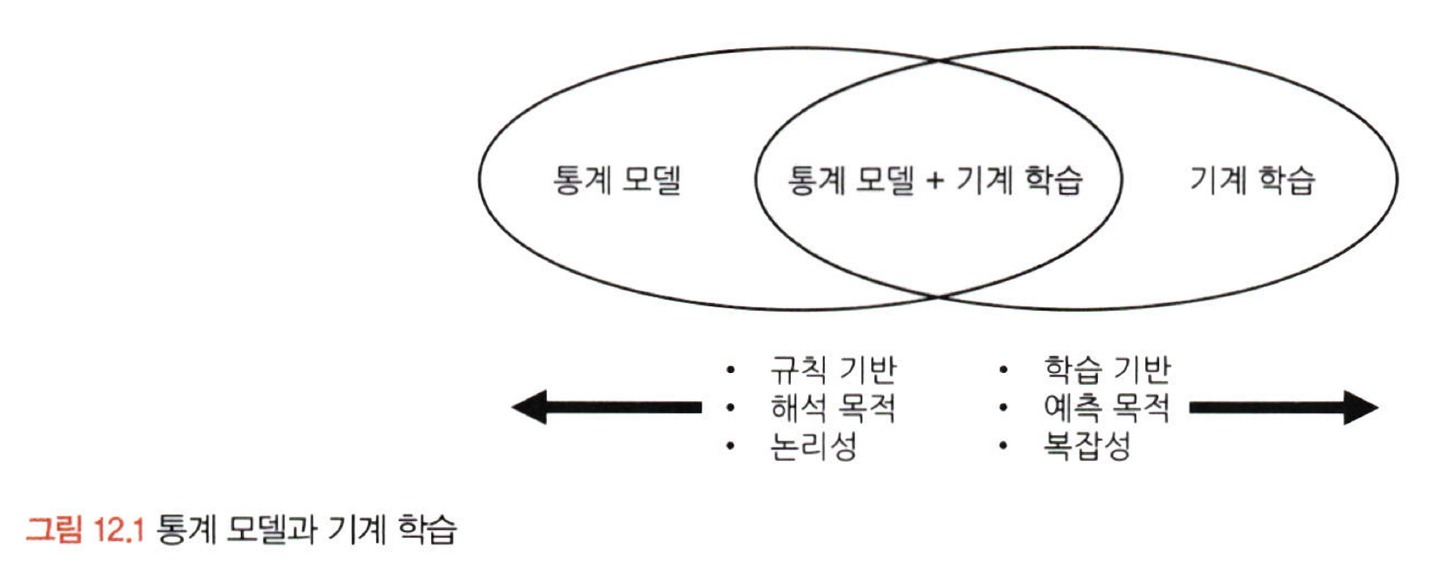 통계 모델
통계 모델 + 기계 학습
기계 학습
• 규칙 기반
• 해석 목적
• 논리성
• 학습 기반
• 예측 목적
• 복잡성
그림 12.1 통계 모델과 기계 학습